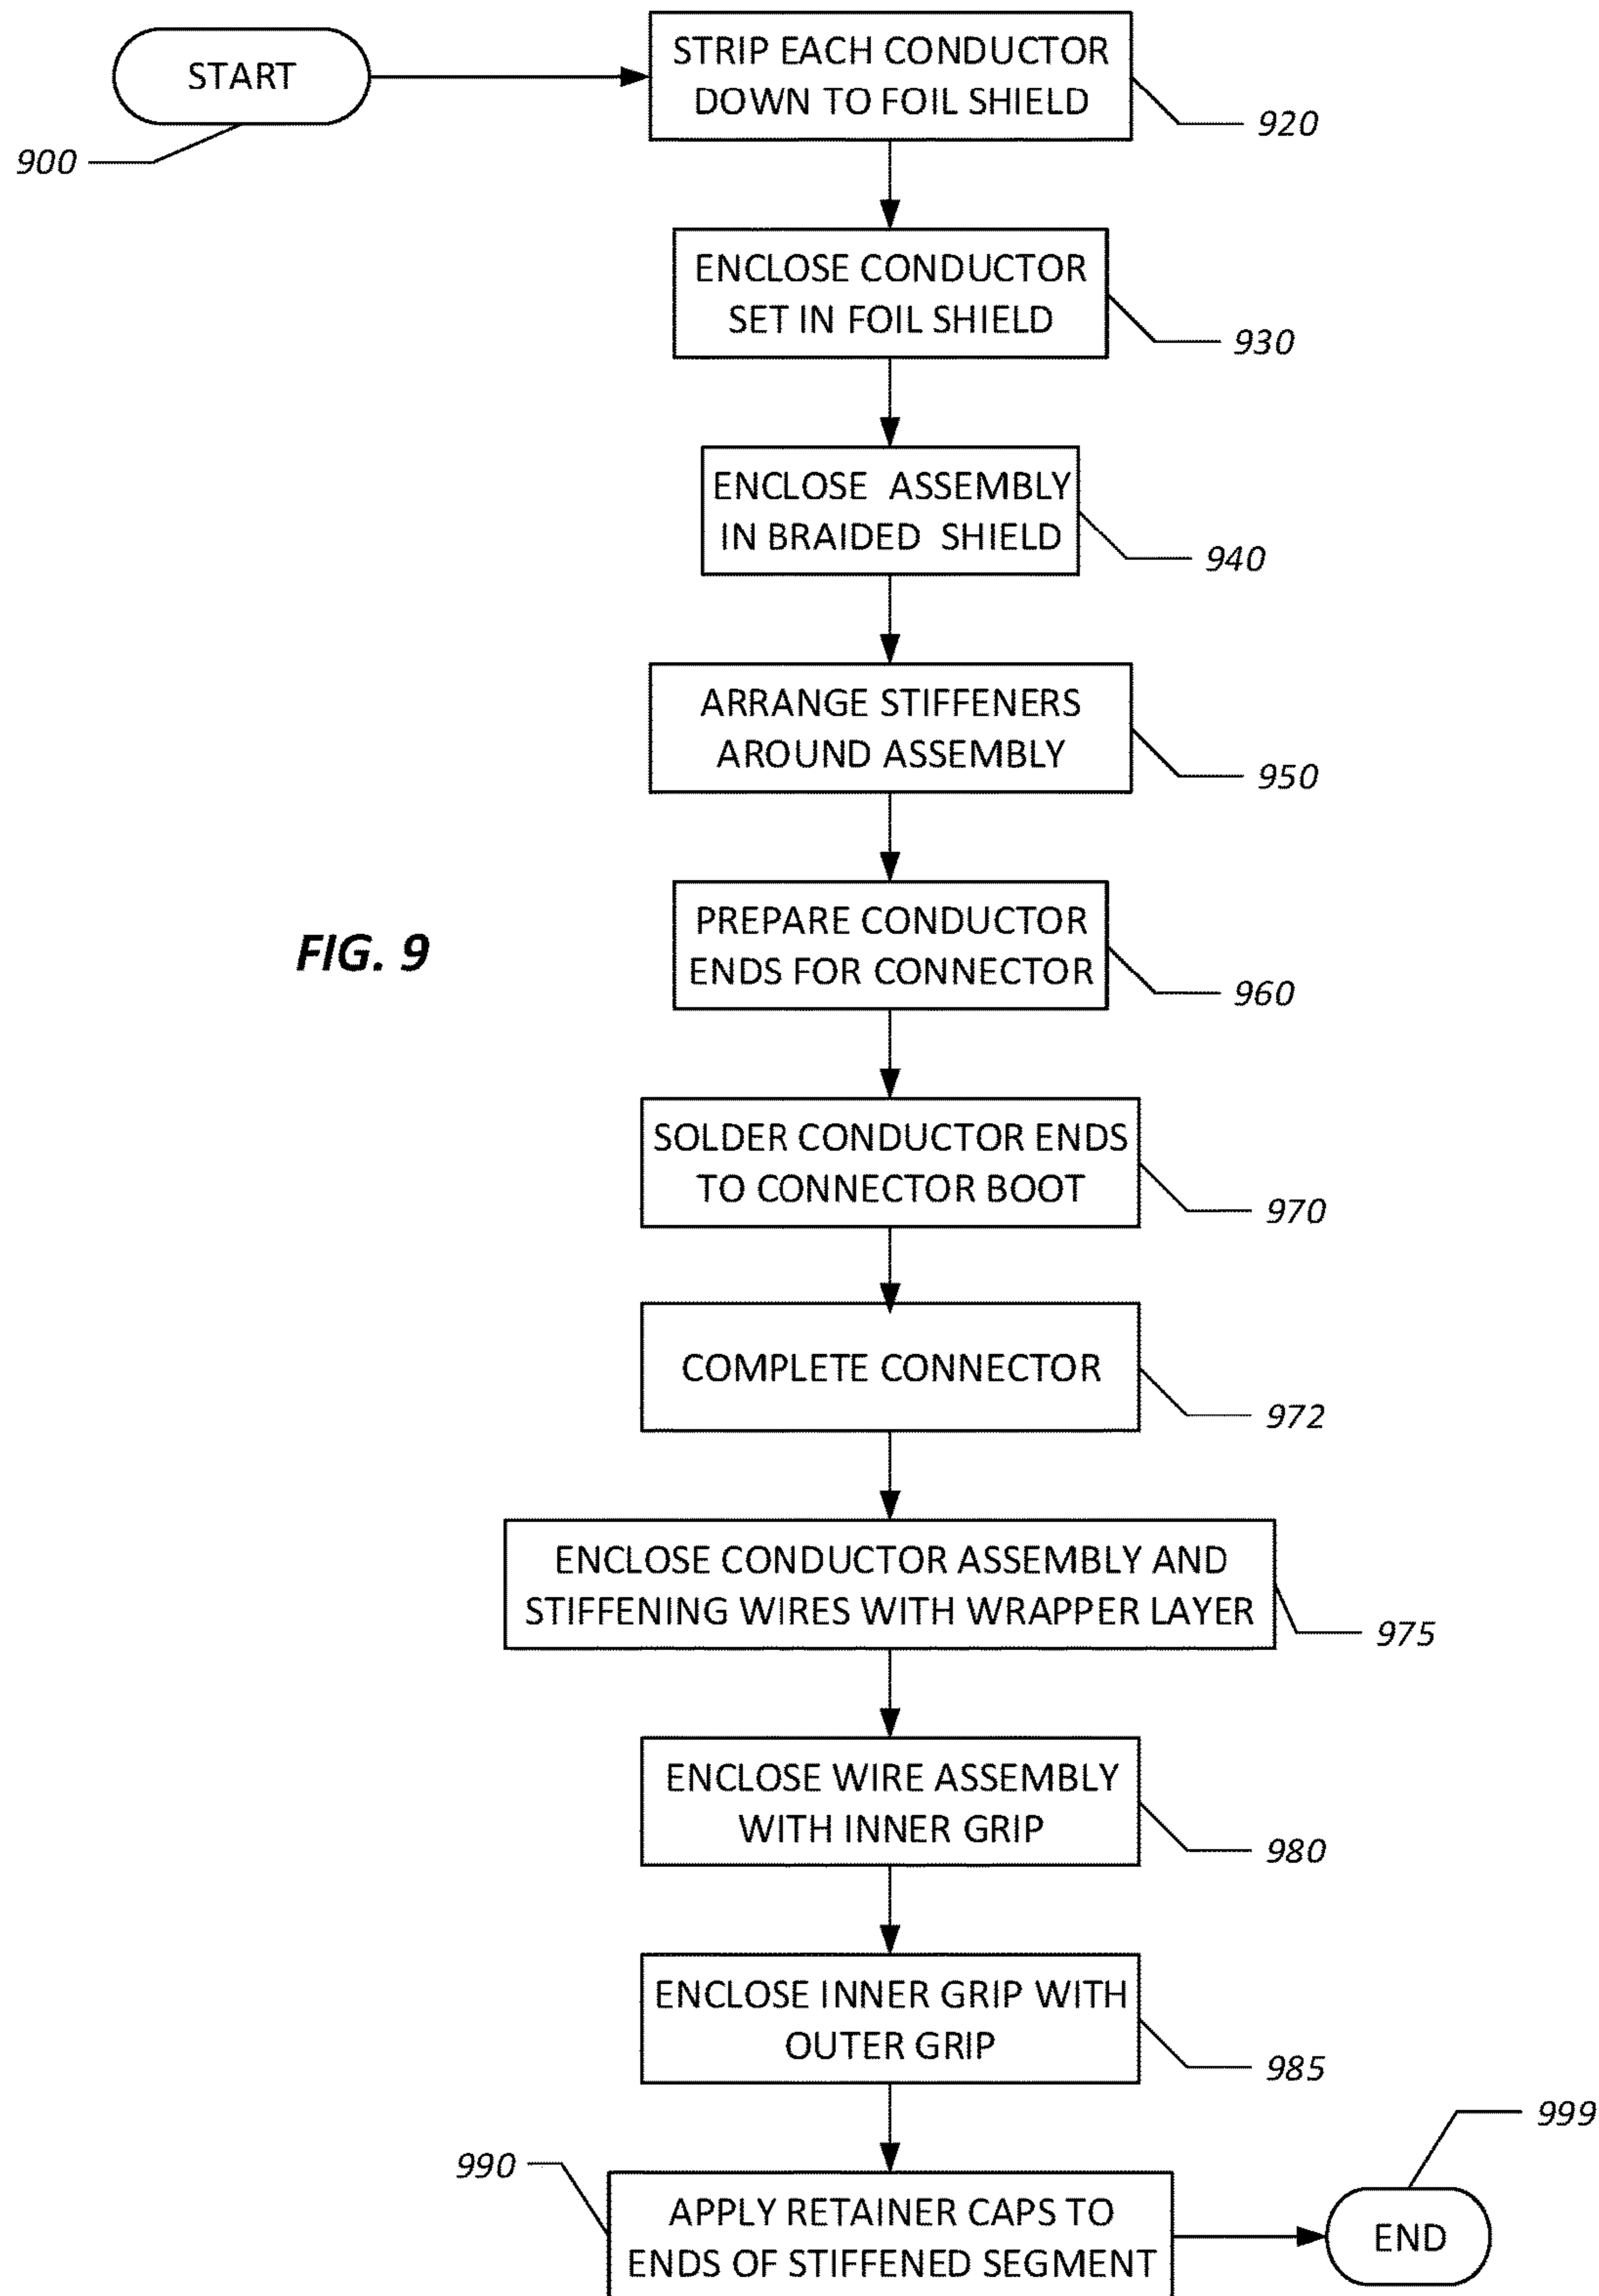 START
900
STRIP EACH CONDUCTOR
DOWN TO FOIL SHIELD
920
ENCLOSE CONDUCTOR
SET IN FOIL SHIELD
930
ENCLOSE ASSEMBLY
IN BRAIDED SHIELD
940
ARRANGE STIFFENERS
AROUND ASSEMBLY
950
FIG. 9
PREPARE CONDUCTOR
ENDS FOR CONNECTOR
960
SOLDER CONDUCTOR ENDS
TO CONNECTOR BOOT
970
COMPLETE CONNECTOR
972
ENCLOSE CONDUCTOR ASSEMBLY AND
STIFFENING WIRES WITH WRAPPER LAYER
975
ENCLOSE WIRE ASSEMBLY
WITH INNER GRIP
980
ENCLOSE INNER GRIP WITH
OUTER GRIP
985
990
APPLY RETAINER CAPS TO
ENDS OF STIFFENED SEGMENT
999
END